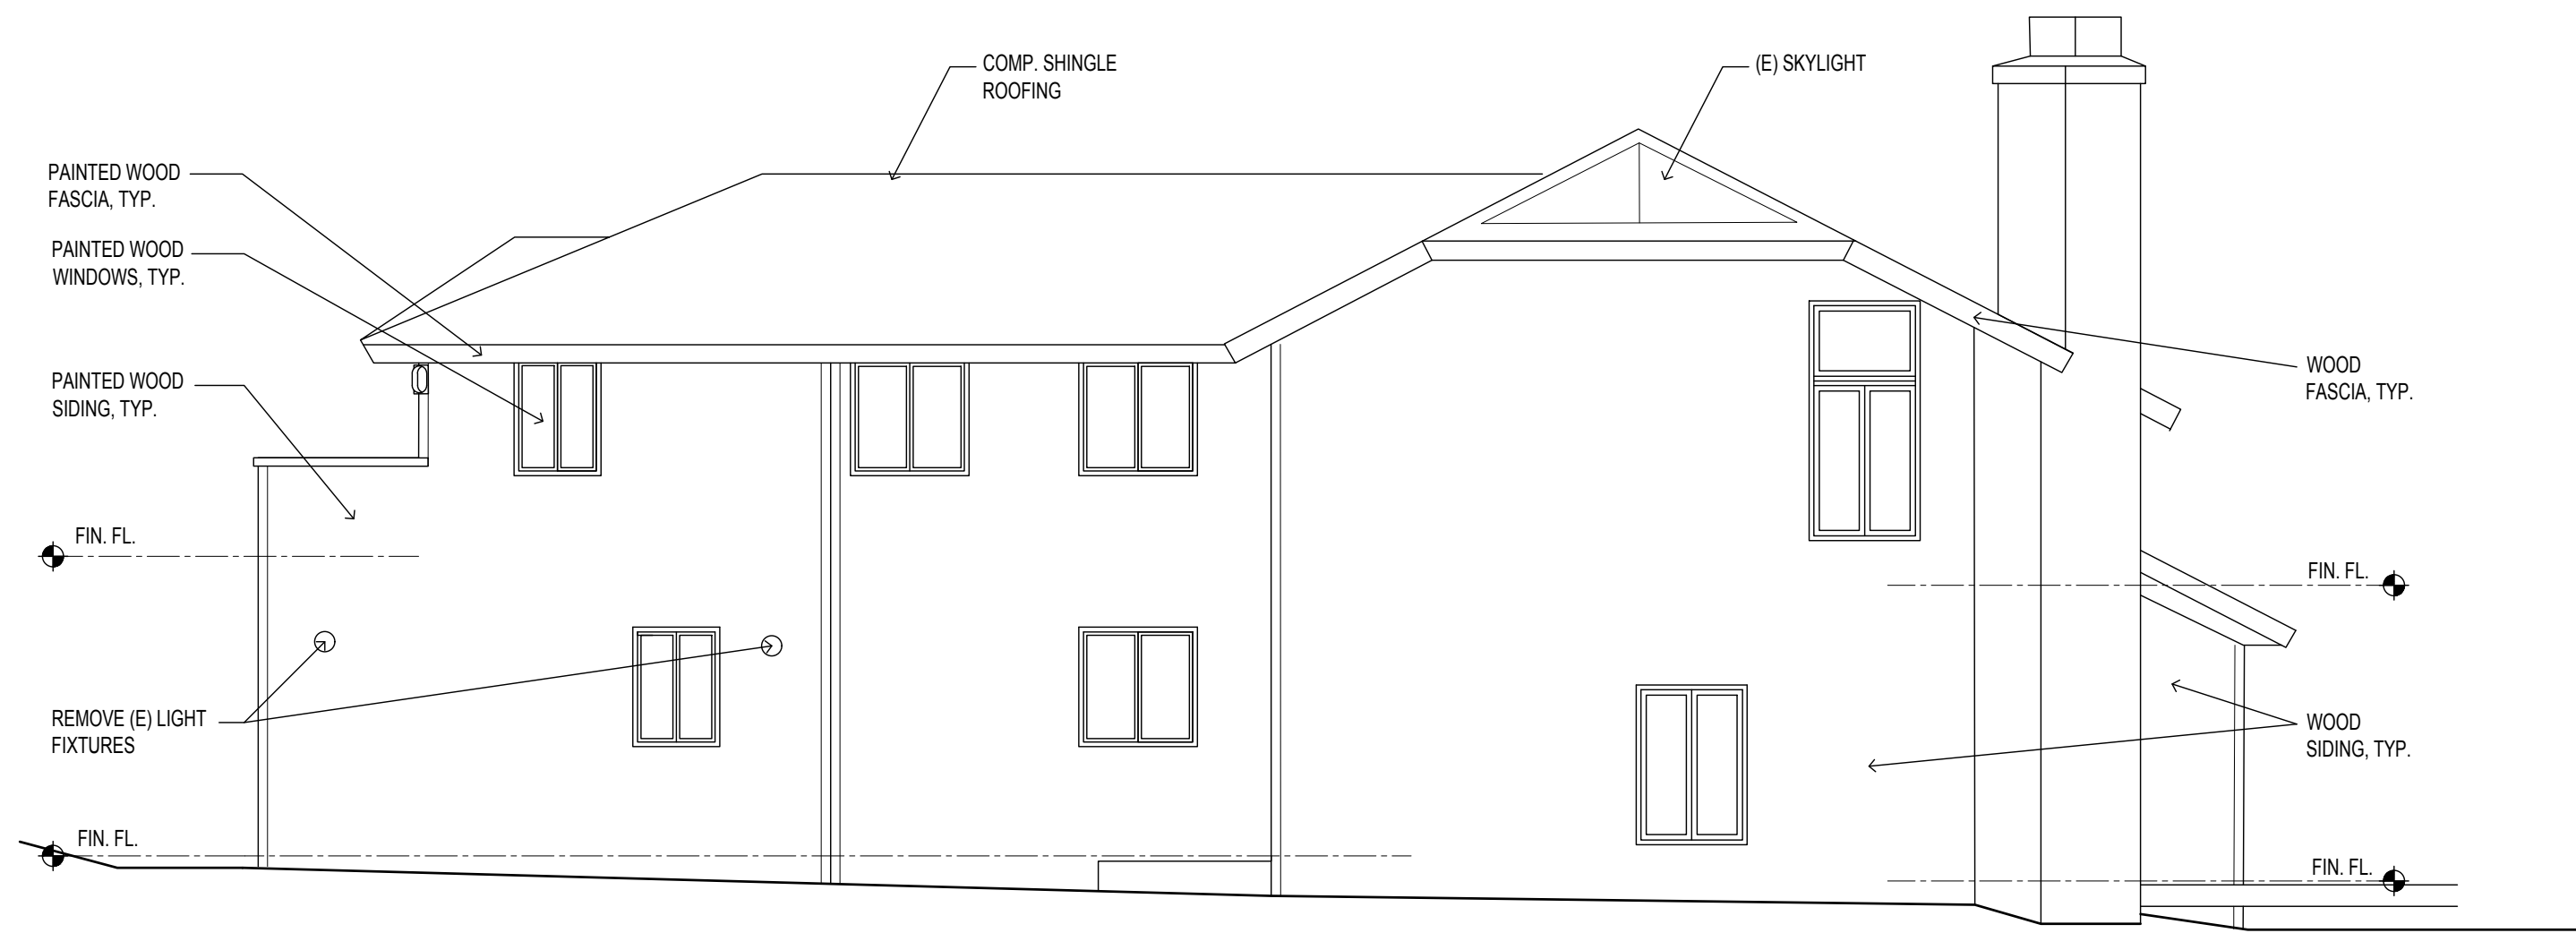 COMP. SHINGLE
ROOFING
(E) SKYLIGHT
PAINTED WOOD
FASCIA, TYP.
PAINTED WOOD
WINDOWS, TYP.
PAINTED WOOD
SIDING, TYP.
WOOD
FASCIA, TYP.
FIN. FL.
FIN. FL.
REMOVE (E) LIGHT
FIXTURES
WOOD
SIDING, TYP.
FIN. FL.
FIN. FL.